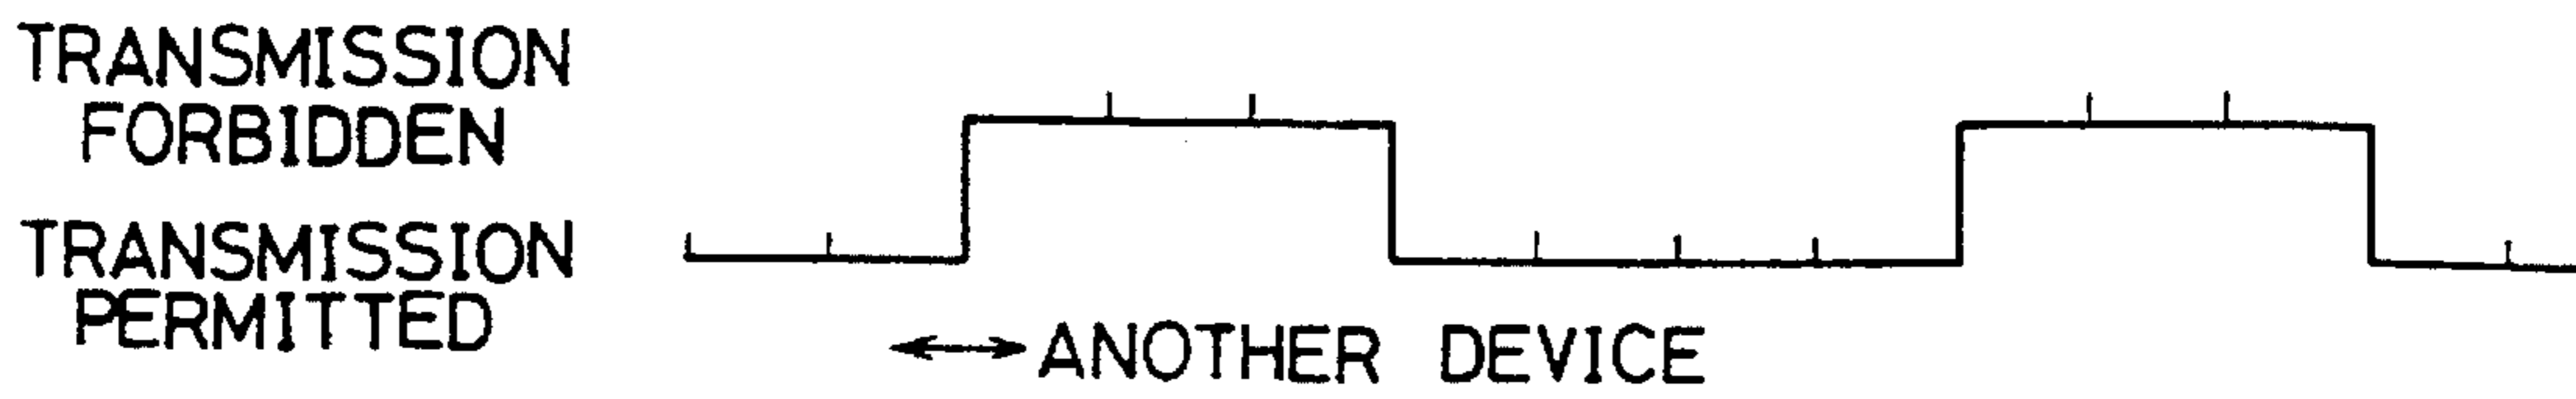 TRANSMISSION
FORBIDDEN
TRANSMISSION
PERMITTED
ANOTHER DEVICE